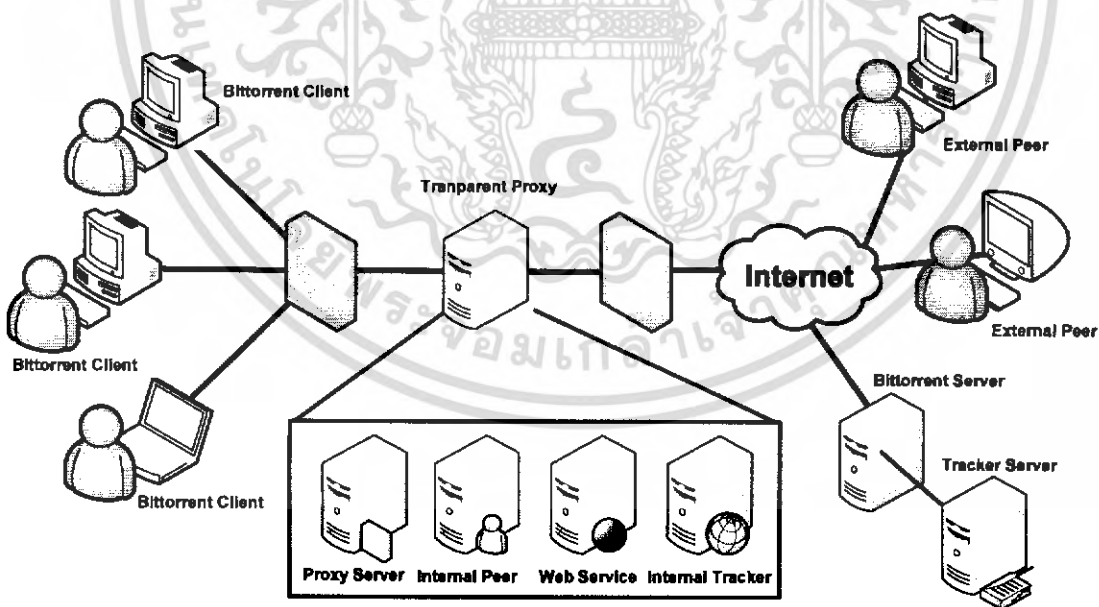 Bittorrent Client
External Peer
Tranparent Proxy
Internet
Bittorrent Client
External Peer
Bittorrent Server
Bittorrent Client
Tracker Server
Proxy Server
Internal Peer
Web Service
Internal Tracker